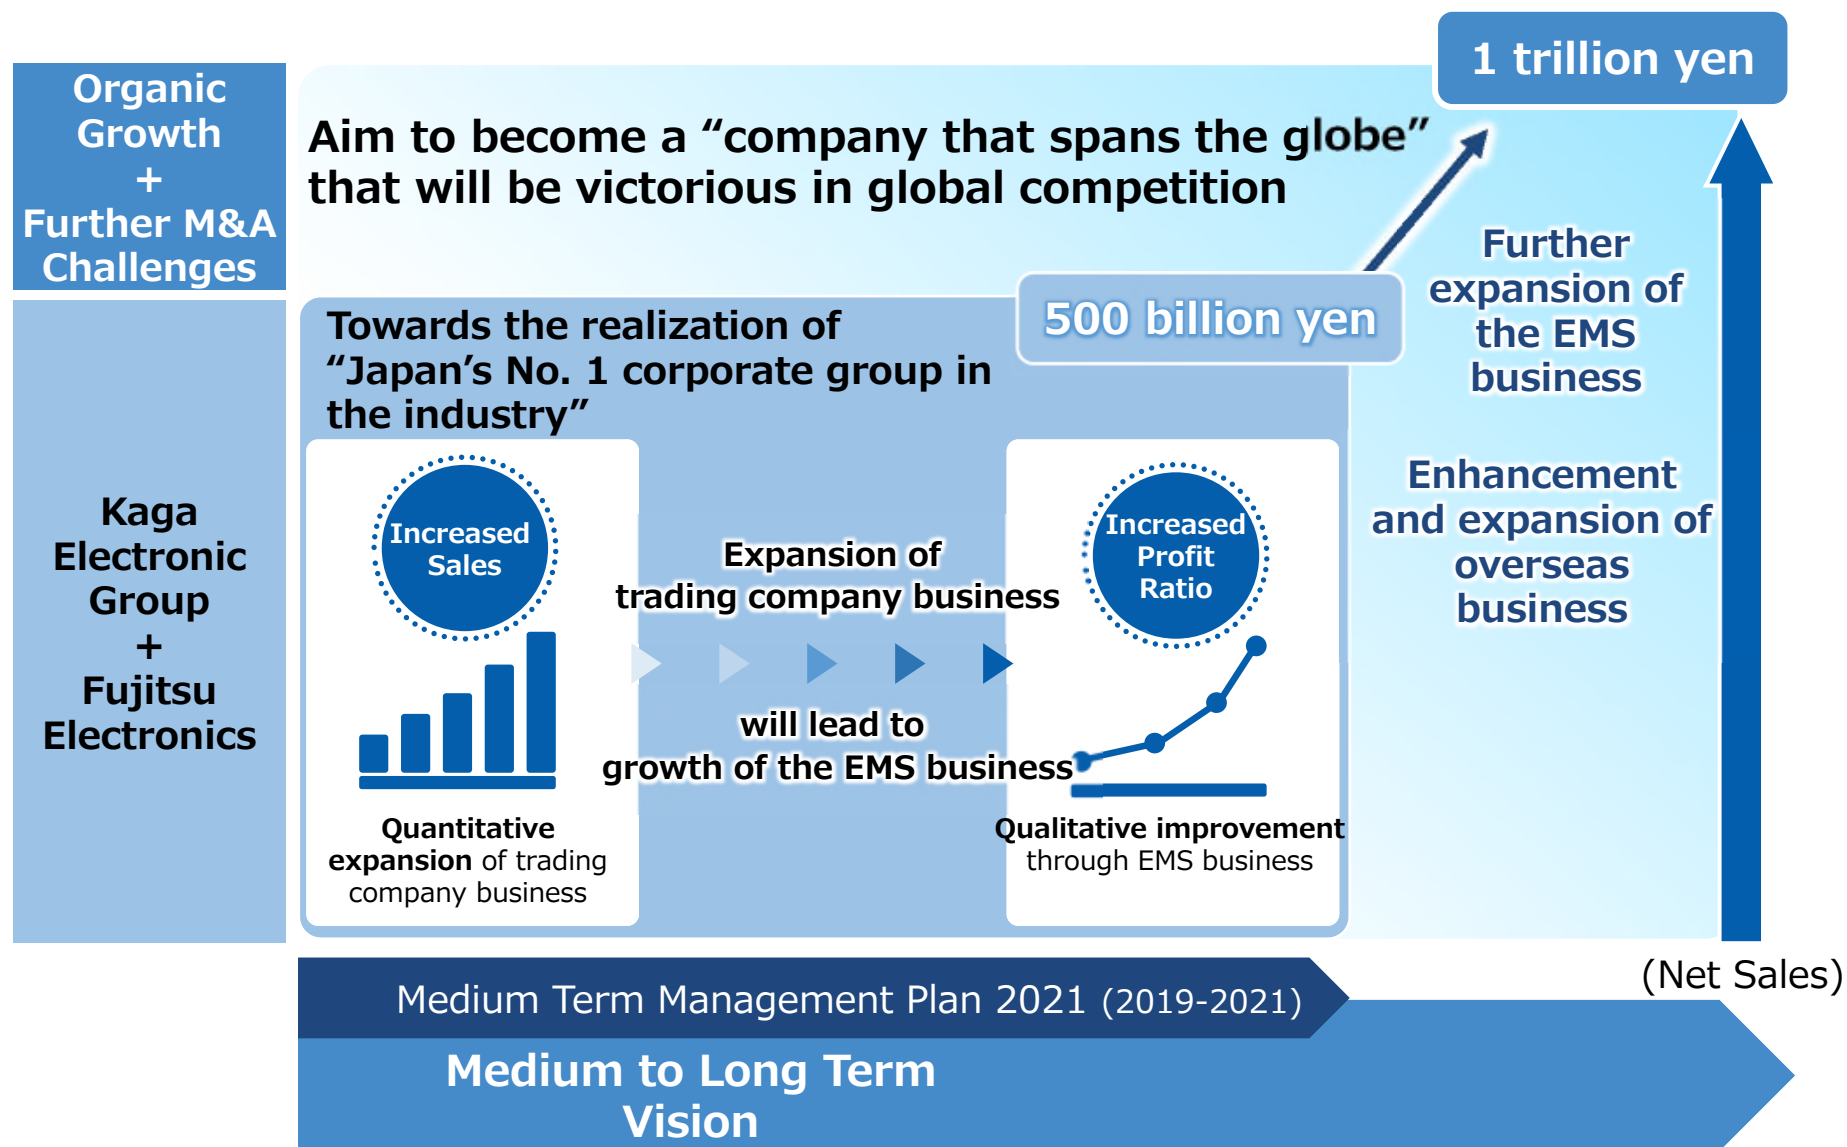 1 trillion yen
Organic
Growth
+
Further M&A
Challenges
Aim to become a “company that spans the globe”
that will be victorious in global competition
Further
expansion of
the EMS
business
Enhancement
and expansion of
overseas
business
500 billion yen
Towards the realization of
“Japan’s No. 1 corporate group in
the industry”
Kaga
Electronic
Group
+
Fujitsu
Electronics
Increased
Sales
Quantitative
expansion of trading
company business
Expansion of
trading company business
will lead to
growth of the EMS business
Increased
Profit
Ratio
Qualitative improvement
through EMS business
(Net Sales)
Medium Term Management Plan 2021 (2019-2021)
Medium to Long Term
Vision